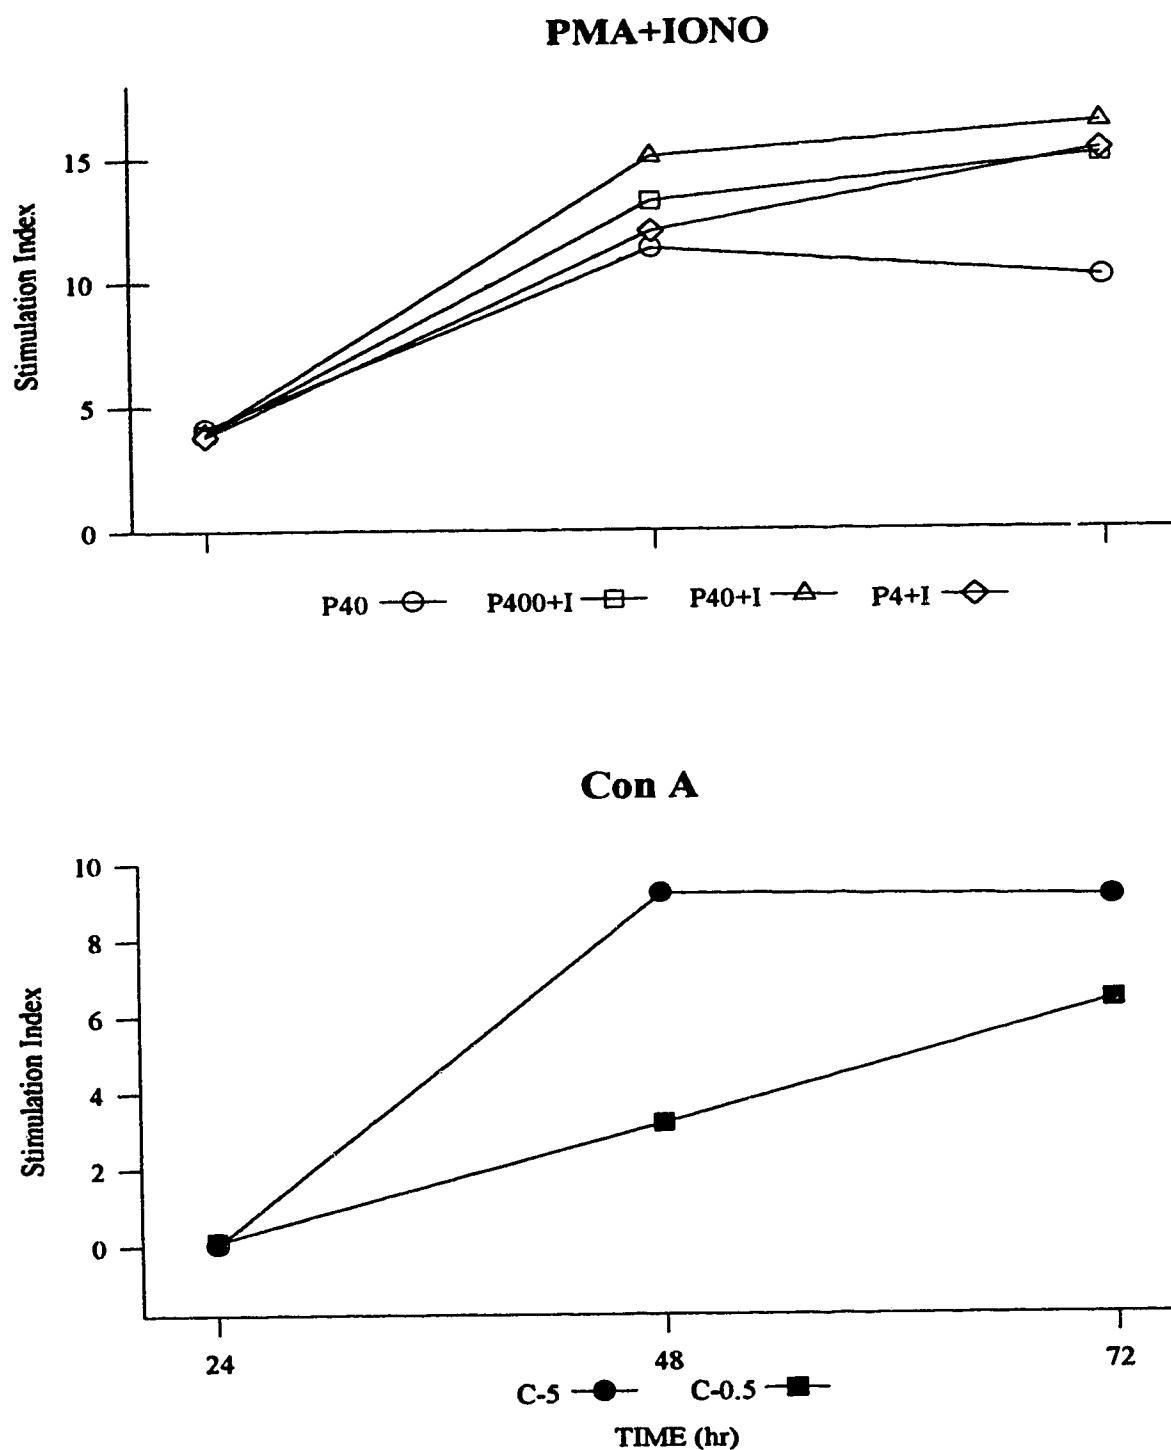 PMA+IONO
Stimulation Index
15
10
5
0
P40 P400+I P40+I P4+I
Con A
Stimulation Index
10
8
6
4
2
0
24 48 72
C-5 C-0.5
TIME (hr)